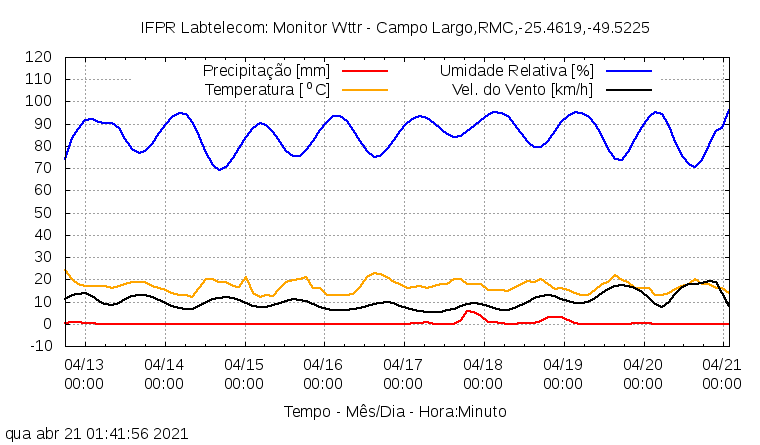 IFPR Labtelecom: Monitor Wttr - Campo Largo,RMC,-25.4619,-49.5225
Precipitação [mm]
Temperatura [⁰C]
Umidade Relativa [%]
Vel. do Vento [km/h]
120
110
100
90
80
70
60
50
40
30
20
10
0
-10
04/13 04/14 04/15 04/16 04/17 04/18 04/19 04/20 04/21
00:00 00:00 00:00 00:00 00:00 00:00 00:00 00:00 00:00
Tempo - Mês/Dia - Hora:Minuto
qua abr 21 01:41:56 2021